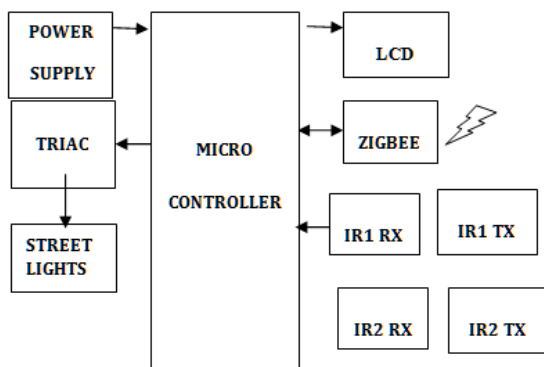 POWER
SUPPLY
TRIAC
STREET
LIGHTS
MICRO
CONTROLLER
LCD
ZIGBEE
IR1 RX
IR1 TX
IR2 RX
IR2 TX